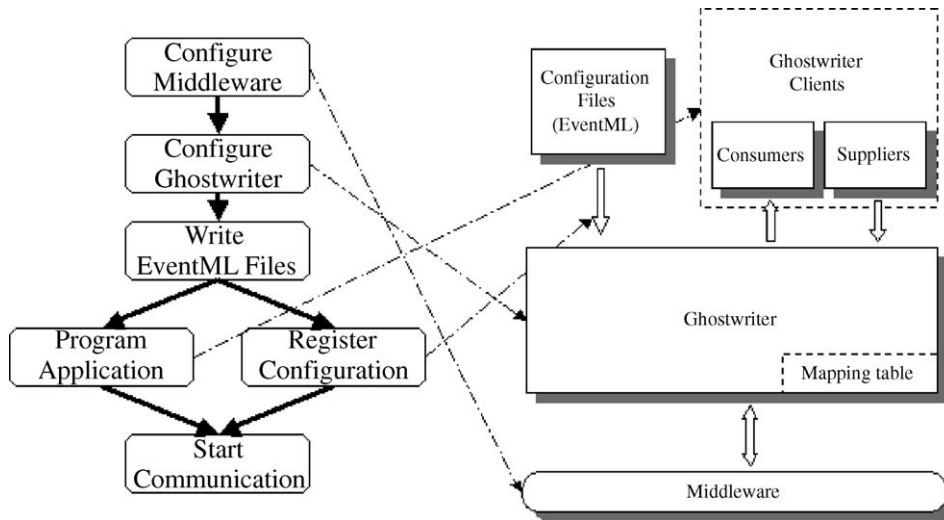 Configure
Middleware
Configure
Ghostwriter
Write
EventML Files
Program
Application
Register
Configuration
Start
Communication
Configuration
Files
(EventML)
Ghostwriter
Clients
Consumers
Suppliers
Ghostwriter
Mapping table
Middleware